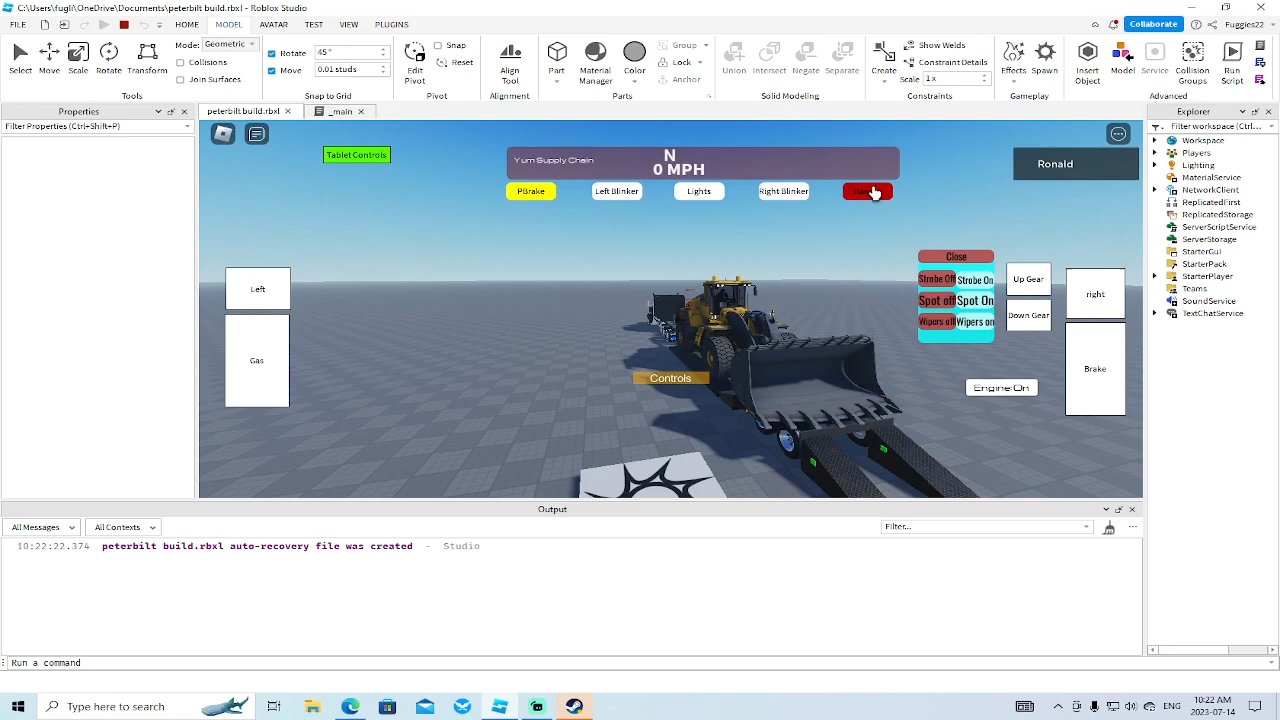 C:\Users\fugli\OneDrive\Documents\peterbilt build.rbxl - Roblox Studio
FILE HOME MODEL AVATAR TEST VIEW PLUGINS Collaborate Fuggies22
Select Move Scale Rotate Transform
Mode: Geometric
Collisions
Join Surfaces
Tools
Rotate 45°
Move 0.01 studs
Snap to Grid
Edit Pivot
Snap
Reset
Pivot
Align Tool
Alignment
Part
Material Manager
Color
Group
Lock
Anchor
Parts
Union Intersect Negate Separate
Solid Modeling
Create
Show Welds
Constraint Details
Scale 1 x
Constraints
Effects Spawn
Gameplay
Insert Object
Model
Service
Collision Groups
Run Script
Advanced
Properties
Filter Properties (Ctrl+Shift+P)
peterbilt build.rbxl
_main
Tablet Controls
Yum Supply Chain
N
0 MPH
PBrake
Left Blinker
Lights
Right Blinker
Ronald
Left
Gas
Close
Strobe Off Strobe On
Spot off Spot On
Wipers off Wipers on
Up Gear
Down Gear
right
Brake
Engine On
Controls
Explorer
Filter workspace (Ctrl...
Workspace
Players
Lighting
MaterialService
NetworkClient
ReplicatedFirst
ReplicatedStorage
ServerScriptService
ServerStorage
StarterGui
StarterPack
StarterPlayer
Teams
SoundService
TextChatService
Output
All Messages
All Contexts
Filter...
10:22:22.374 peterbilt build.rbxl auto-recovery file was created - Studio
Run a command
Type here to search
ENG
10:22 AM
2023-07-14